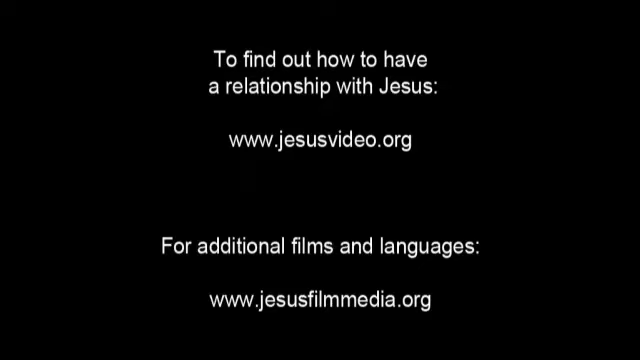 To find out how to have
a relationship with Jesus:
www.jesusvideo.org
For additional films and languages:
www.jesusfilmmedia.org